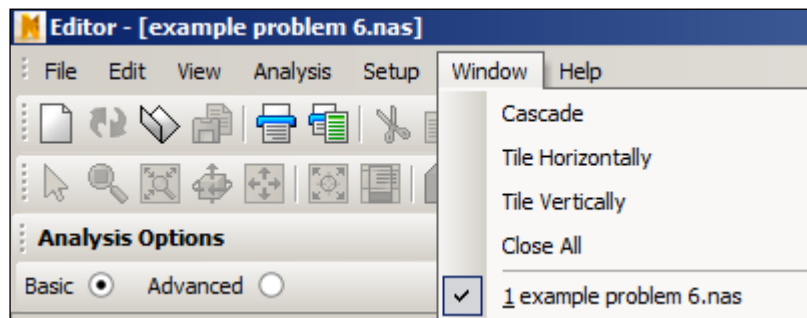 Editor - [example problem 6.nas]
File Edit View Analysis Setup Window Help
Cascade
Tile Horizontally
Tile Vertically
Close All
1 example problem 6.nas
Analysis Options
Basic Advanced